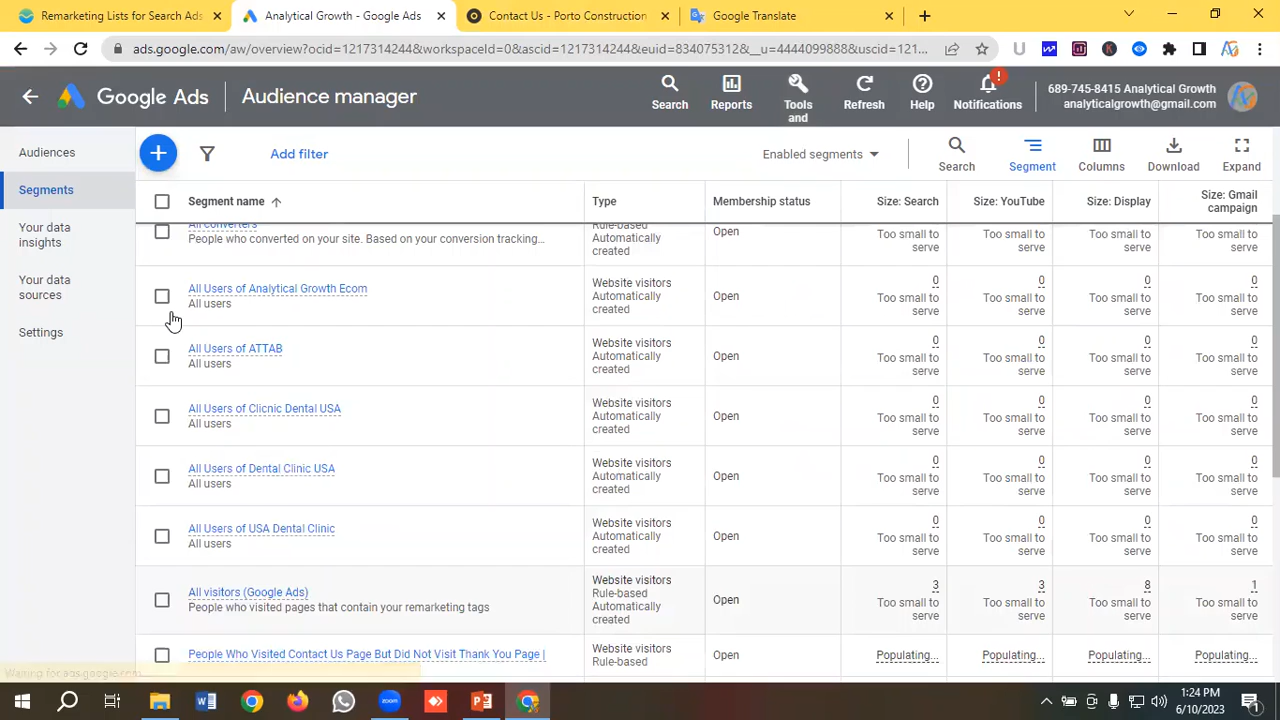 Remarketing Lists for Search Ads
Analytical Growth - Google Ads
Contact Us - Porto Construction
Google Translate
ads.google.com/aw/overview?ocid=1217314244&workspaceId=0&ascid=1217314244&euid=834075312&__u=4444099888&uscid=121...
Google Ads
Audience manager
Search
Reports
Tools and
Refresh
Help
Notifications
689-745-8415 Analytical Growth
analyticalgrowth@gmail.com
Audiences
Segments
Your data insights
Your data sources
Settings
Add filter
Enabled segments
Search
Segment
Columns
Download
Expand
Segment name
Type
Membership status
Size: Search
Size: YouTube
Size: Display
Size: Gmail campaign
All converters
People who converted on your site. Based on your conversion tracking...
Rule-based
Automatically created
Open
Too small to serve
Too small to serve
Too small to serve
Too small to serve
All Users of Analytical Growth Ecom
All users
Website visitors
Automatically created
Open
0
Too small to serve
0
Too small to serve
0
Too small to serve
0
Too small to serve
All Users of ATTAB
All users
Website visitors
Automatically created
Open
0
Too small to serve
0
Too small to serve
0
Too small to serve
0
Too small to serve
All Users of Clicnic Dental USA
All users
Website visitors
Automatically created
Open
0
Too small to serve
0
Too small to serve
0
Too small to serve
0
Too small to serve
All Users of Dental Clinic USA
All users
Website visitors
Automatically created
Open
0
Too small to serve
0
Too small to serve
0
Too small to serve
0
Too small to serve
All Users of USA Dental Clinic
All users
Website visitors
Automatically created
Open
0
Too small to serve
0
Too small to serve
0
Too small to serve
0
Too small to serve
All visitors (Google Ads)
People who visited pages that contain your remarketing tags
Website visitors
Rule-based
Automatically created
Open
3
Too small to serve
3
Too small to serve
8
Too small to serve
1
Too small to serve
People Who Visited Contact Us Page But Did Not Visit Thank You Page |
Website visitors
Rule-based
Open
Populating...
Populating...
Populating...
Populating...
Waiting for ads.google.com...
zoom
1:24 PM
6/10/2023